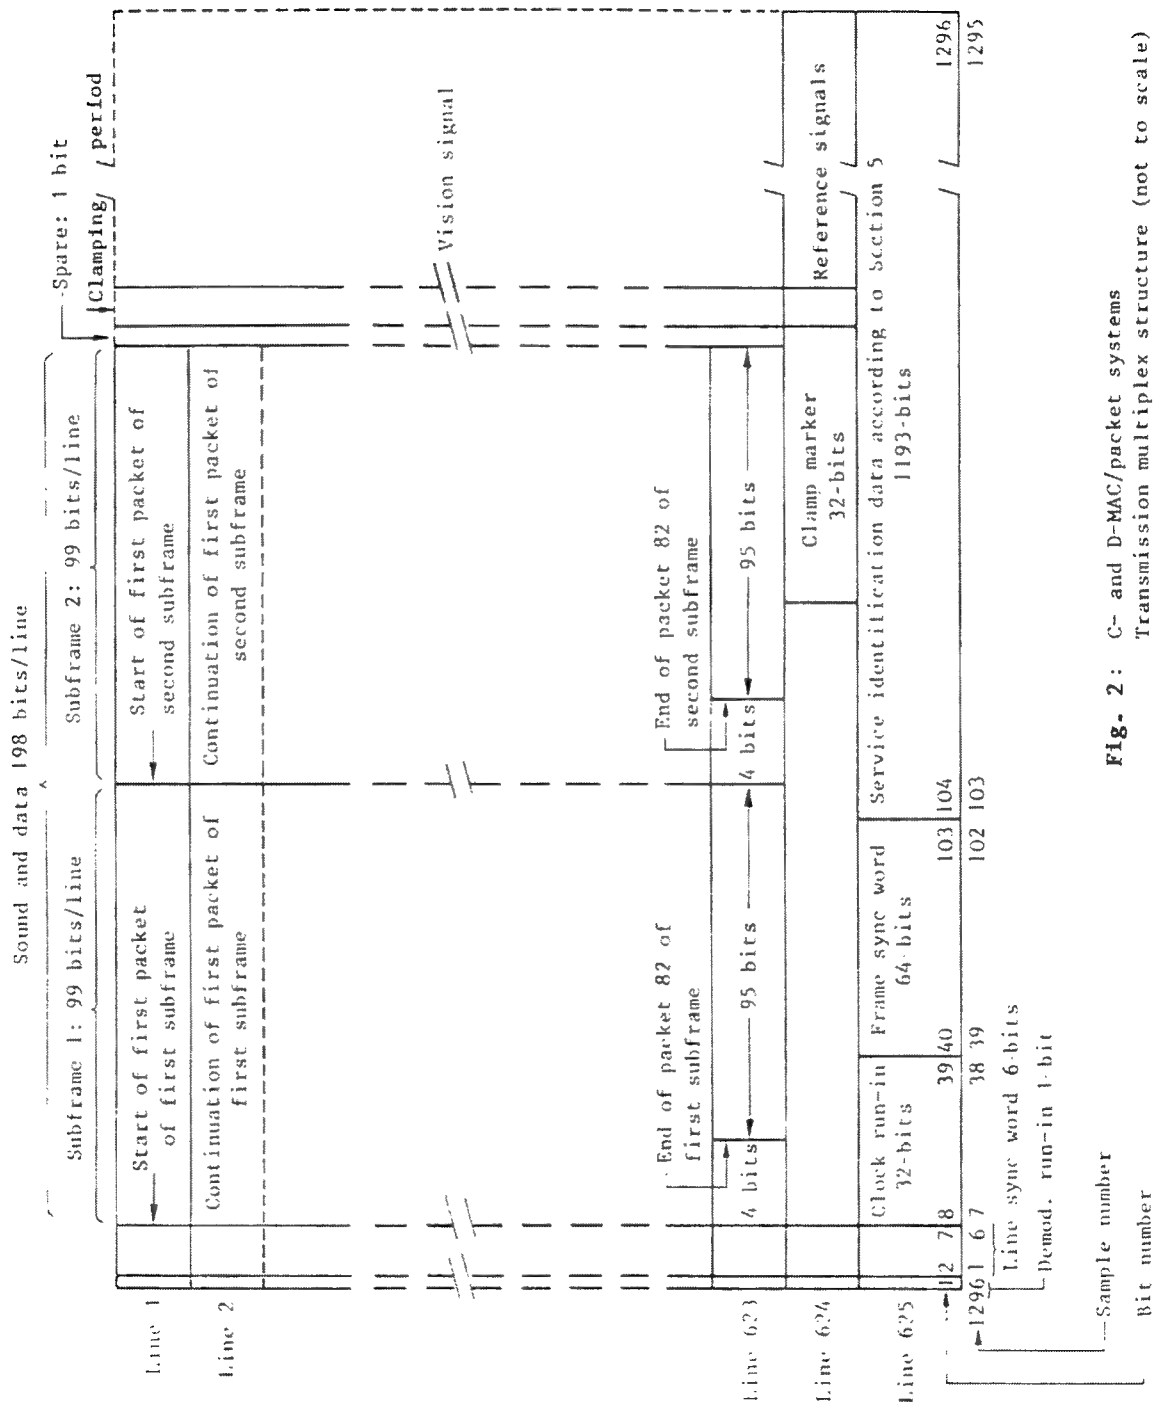 Sound and data 198 bits/line
Subframe 1: 99 bits/line
Subframe 2: 99 bits/line
Spare: 1 bit
Clamping period
Line 1
Start of first packet
of first subframe
Start of first packet of
second subframe
Line 2
Continuation of first packet of
first subframe
Continuation of first packet of
second subframe
Vision signal
End of packet 82 of
first subframe
End of packet 82 of
second subframe
Line 623
4 bits
95 bits
4 bits
95 bits
Line 624
Clamp marker
32-bits
Reference signals
Line 625
Clock run-in
32-bits
Frame sync word
64-bits
Service identification data according to Section 5
1193-bits
1 2 7 8 39 40 103 104 1296
1296 1 6 7 38 39 102 103 1295
Line sync word 6-bits
Demod. run-in 1-bit
Sample number
Bit number
Fig. 2: C- and D-MAC/packet systems
Transmission multiplex structure (not to scale)